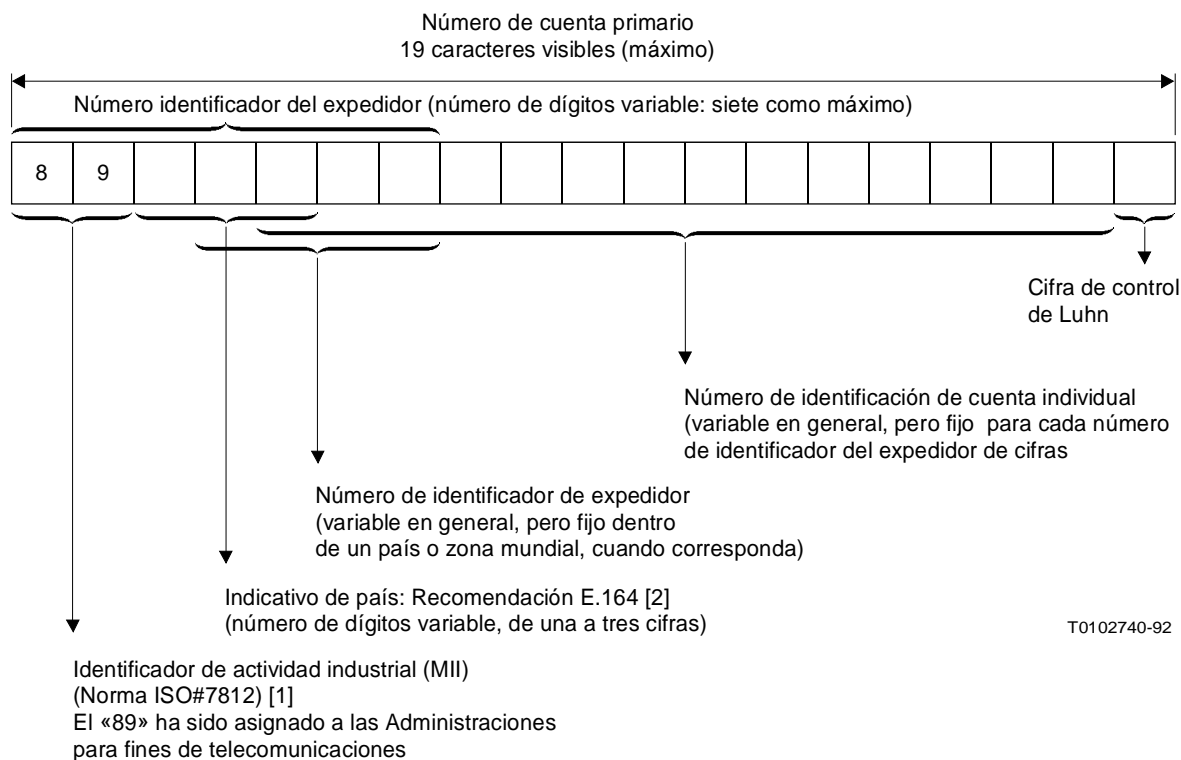 Número de cuenta primario
19 caracteres visibles (máximo)
Número identificador del expedidor (número de dígitos variable: siete como máximo)
8 9
Cifra de control
de Luhn
Número de identificación de cuenta individual
(variable en general, pero fijo para cada número
de identificador del expedidor de cifras
Número de identificador de expedidor
(variable en general, pero fijo dentro
de un país o zona mundial, cuando corresponda)
Indicativo de país: Recomendación E.164 [2]
(número de dígitos variable, de una a tres cifras)
T0102740-92
Identificador de actividad industrial (MII)
(Norma ISO#7812) [1]
El «89» ha sido asignado a las Administraciones
para fines de telecomunicaciones